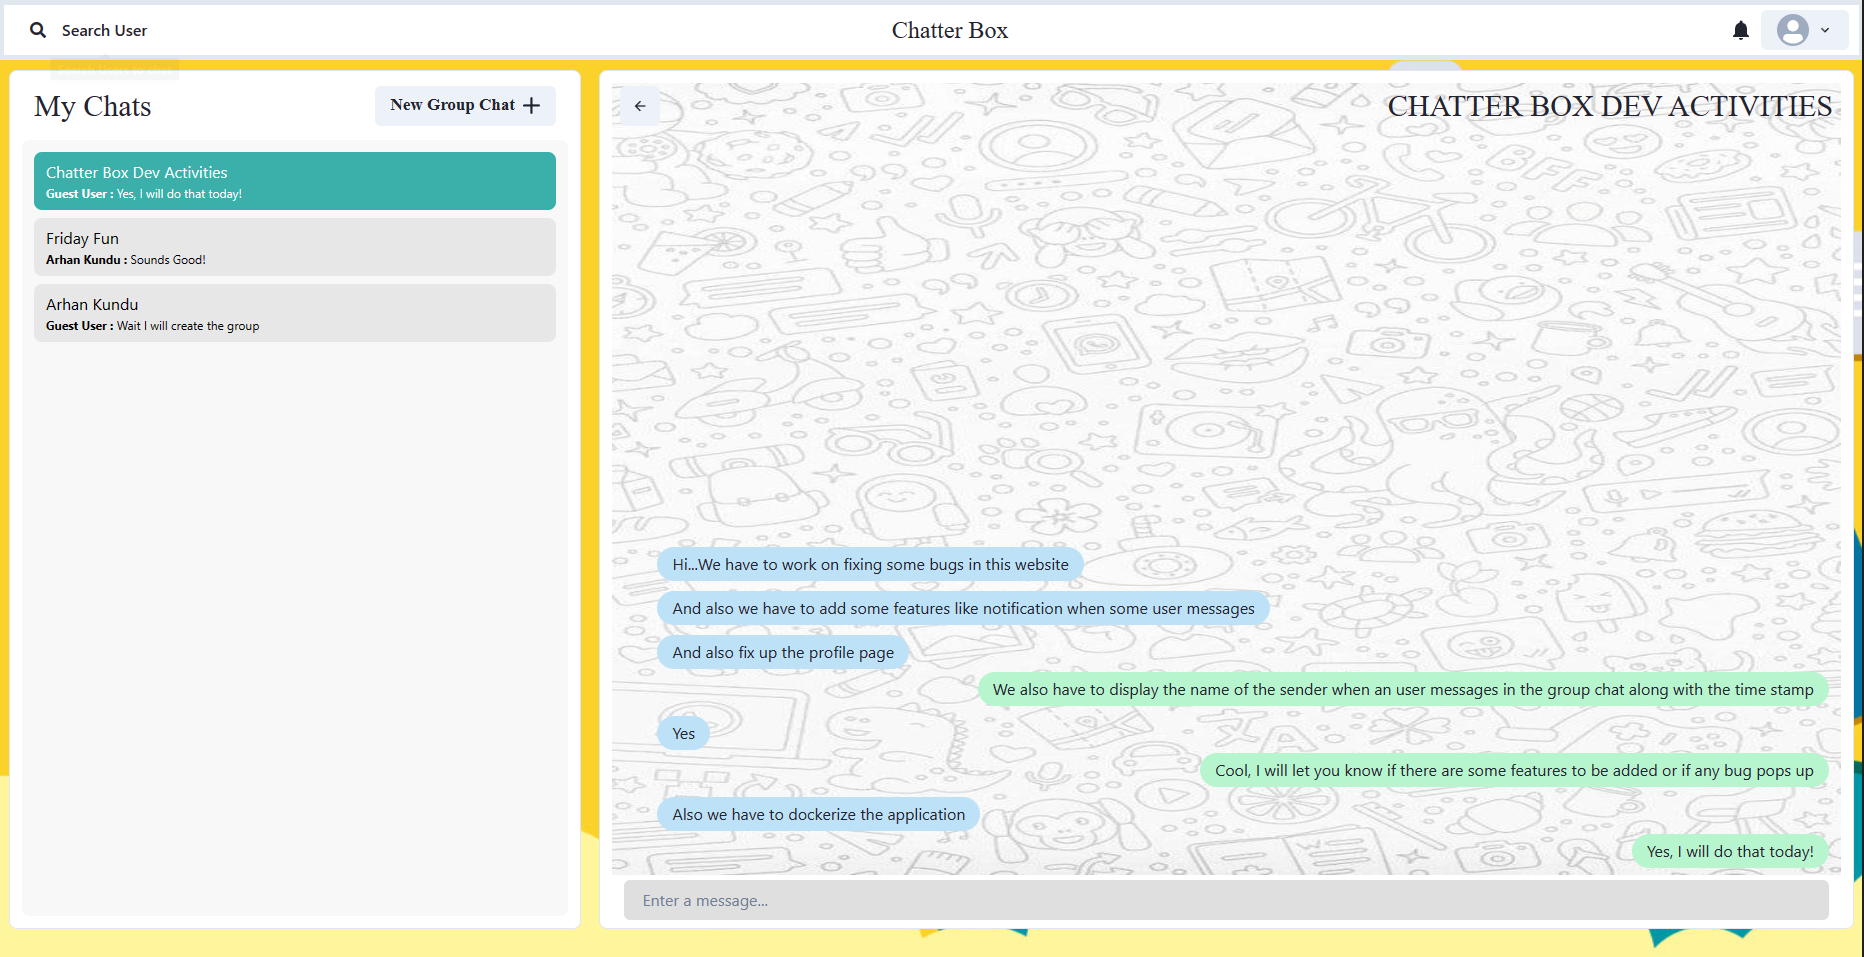 Search User
Chatter Box
My Chats
New Group Chat
Chatter Box Dev Activities
Guest User : Yes, I will do that today!
Friday Fun
Arhan Kundu : Sounds Good!
Arhan Kundu
Guest User : Wait I will create the group
CHATTER BOX DEV ACTIVITIES
Hi...We have to work on fixing some bugs in this website
And also we have to add some features like notification when some user messages
And also fix up the profile page
We also have to display the name of the sender when an user messages in the group chat along with the time stamp
Yes
Cool, I will let you know if there are some features to be added or if any bug pops up
Also we have to dockerize the application
Yes, I will do that today!
Enter a message...